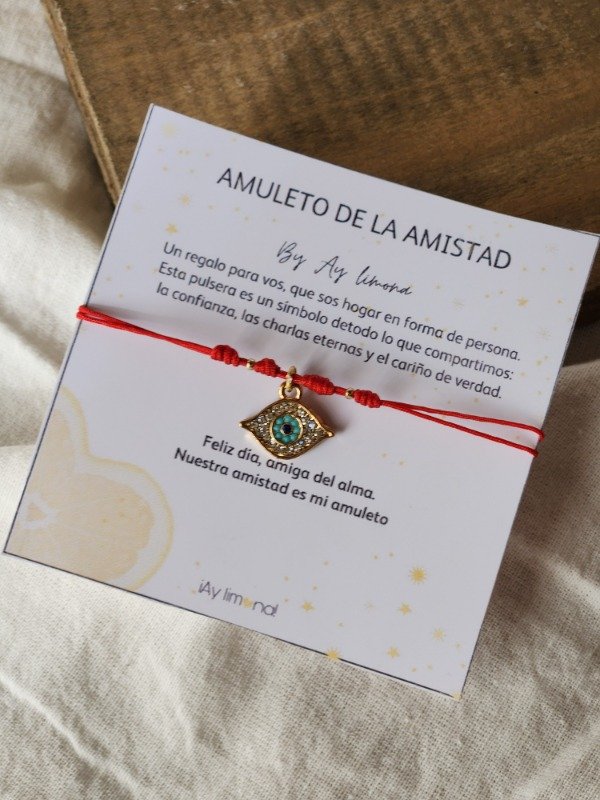 AMULETO DE LA AMISTAD
By Ay limond
Un regalo para vos, que sos hogar en forma de persona.
Esta pulsera es un símbolo detodo lo que compartimos:
la confianza, las charlas eternas y el cariño de verdad.
Feliz día, amiga del alma.
Nuestra amistad es mi amuleto
¡Ay limona!